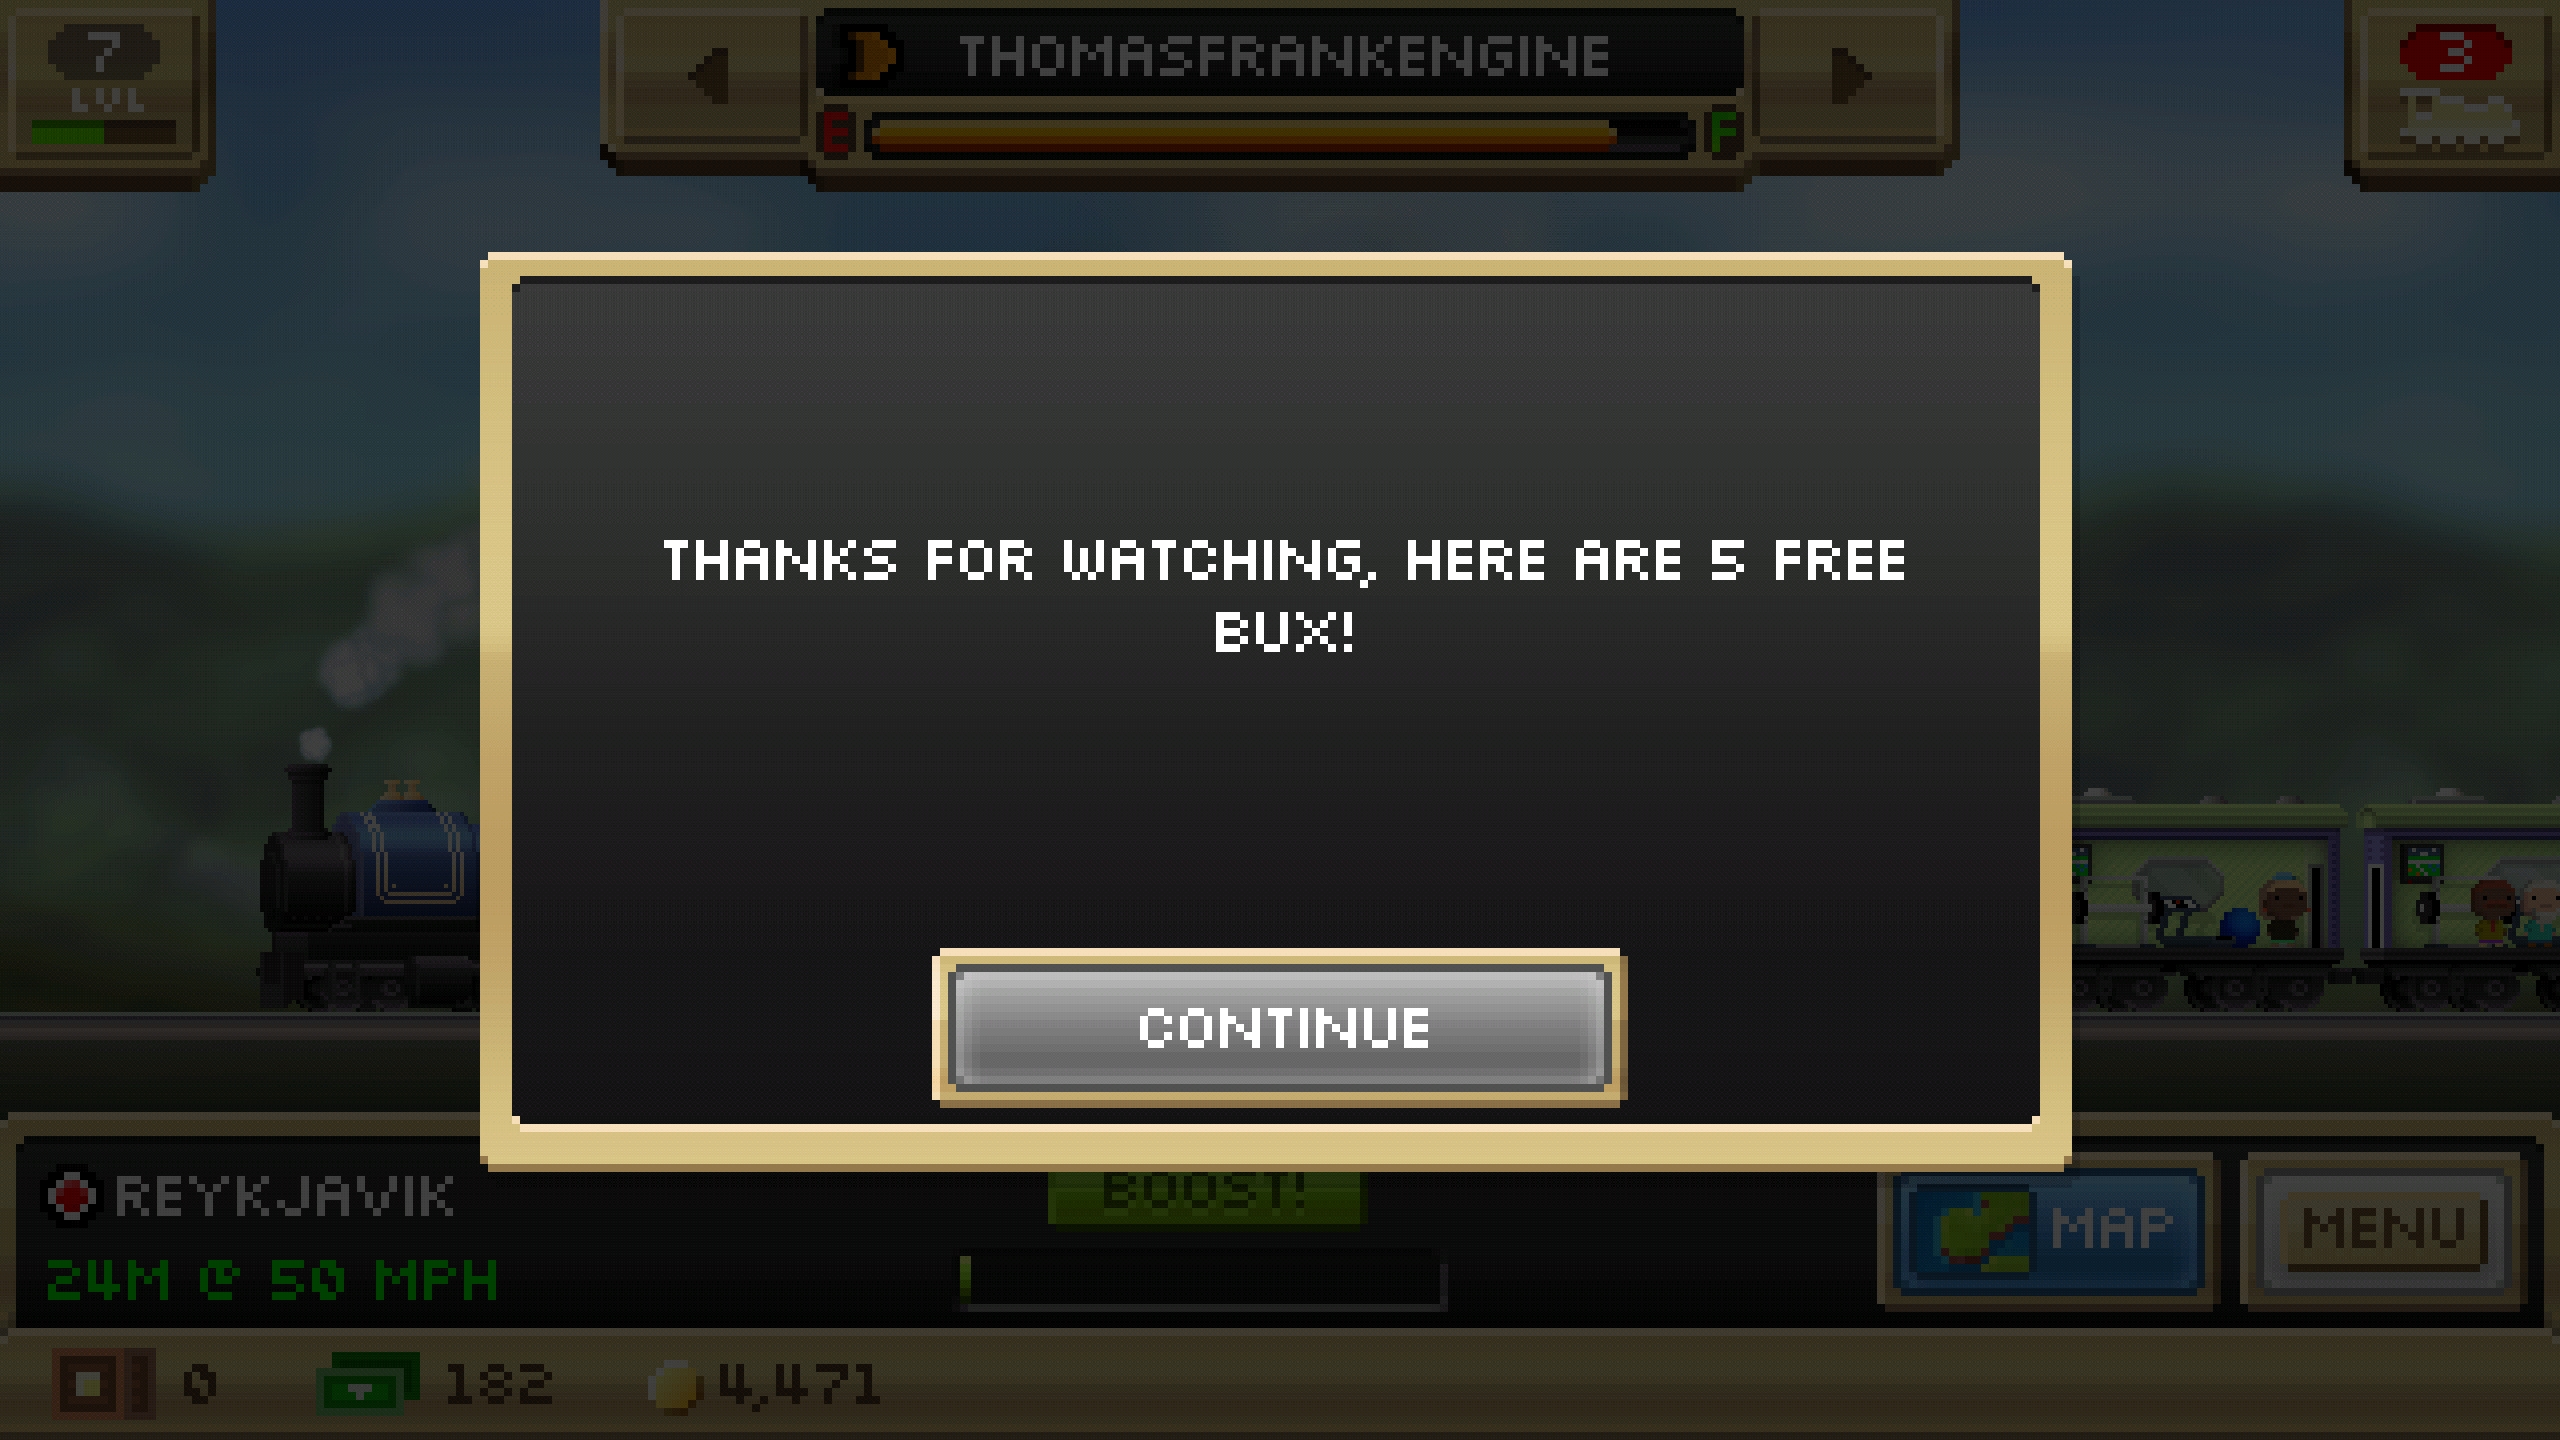 7
LVL
THOMASFRANKENGINE
E
F
3
THANKS FOR WATCHING, HERE ARE 5 FREE
BUX!
CONTINUE
REYKJAVIK
24M @ 50 MPH
BOOST!
MAP
MENU
0
182
4,471